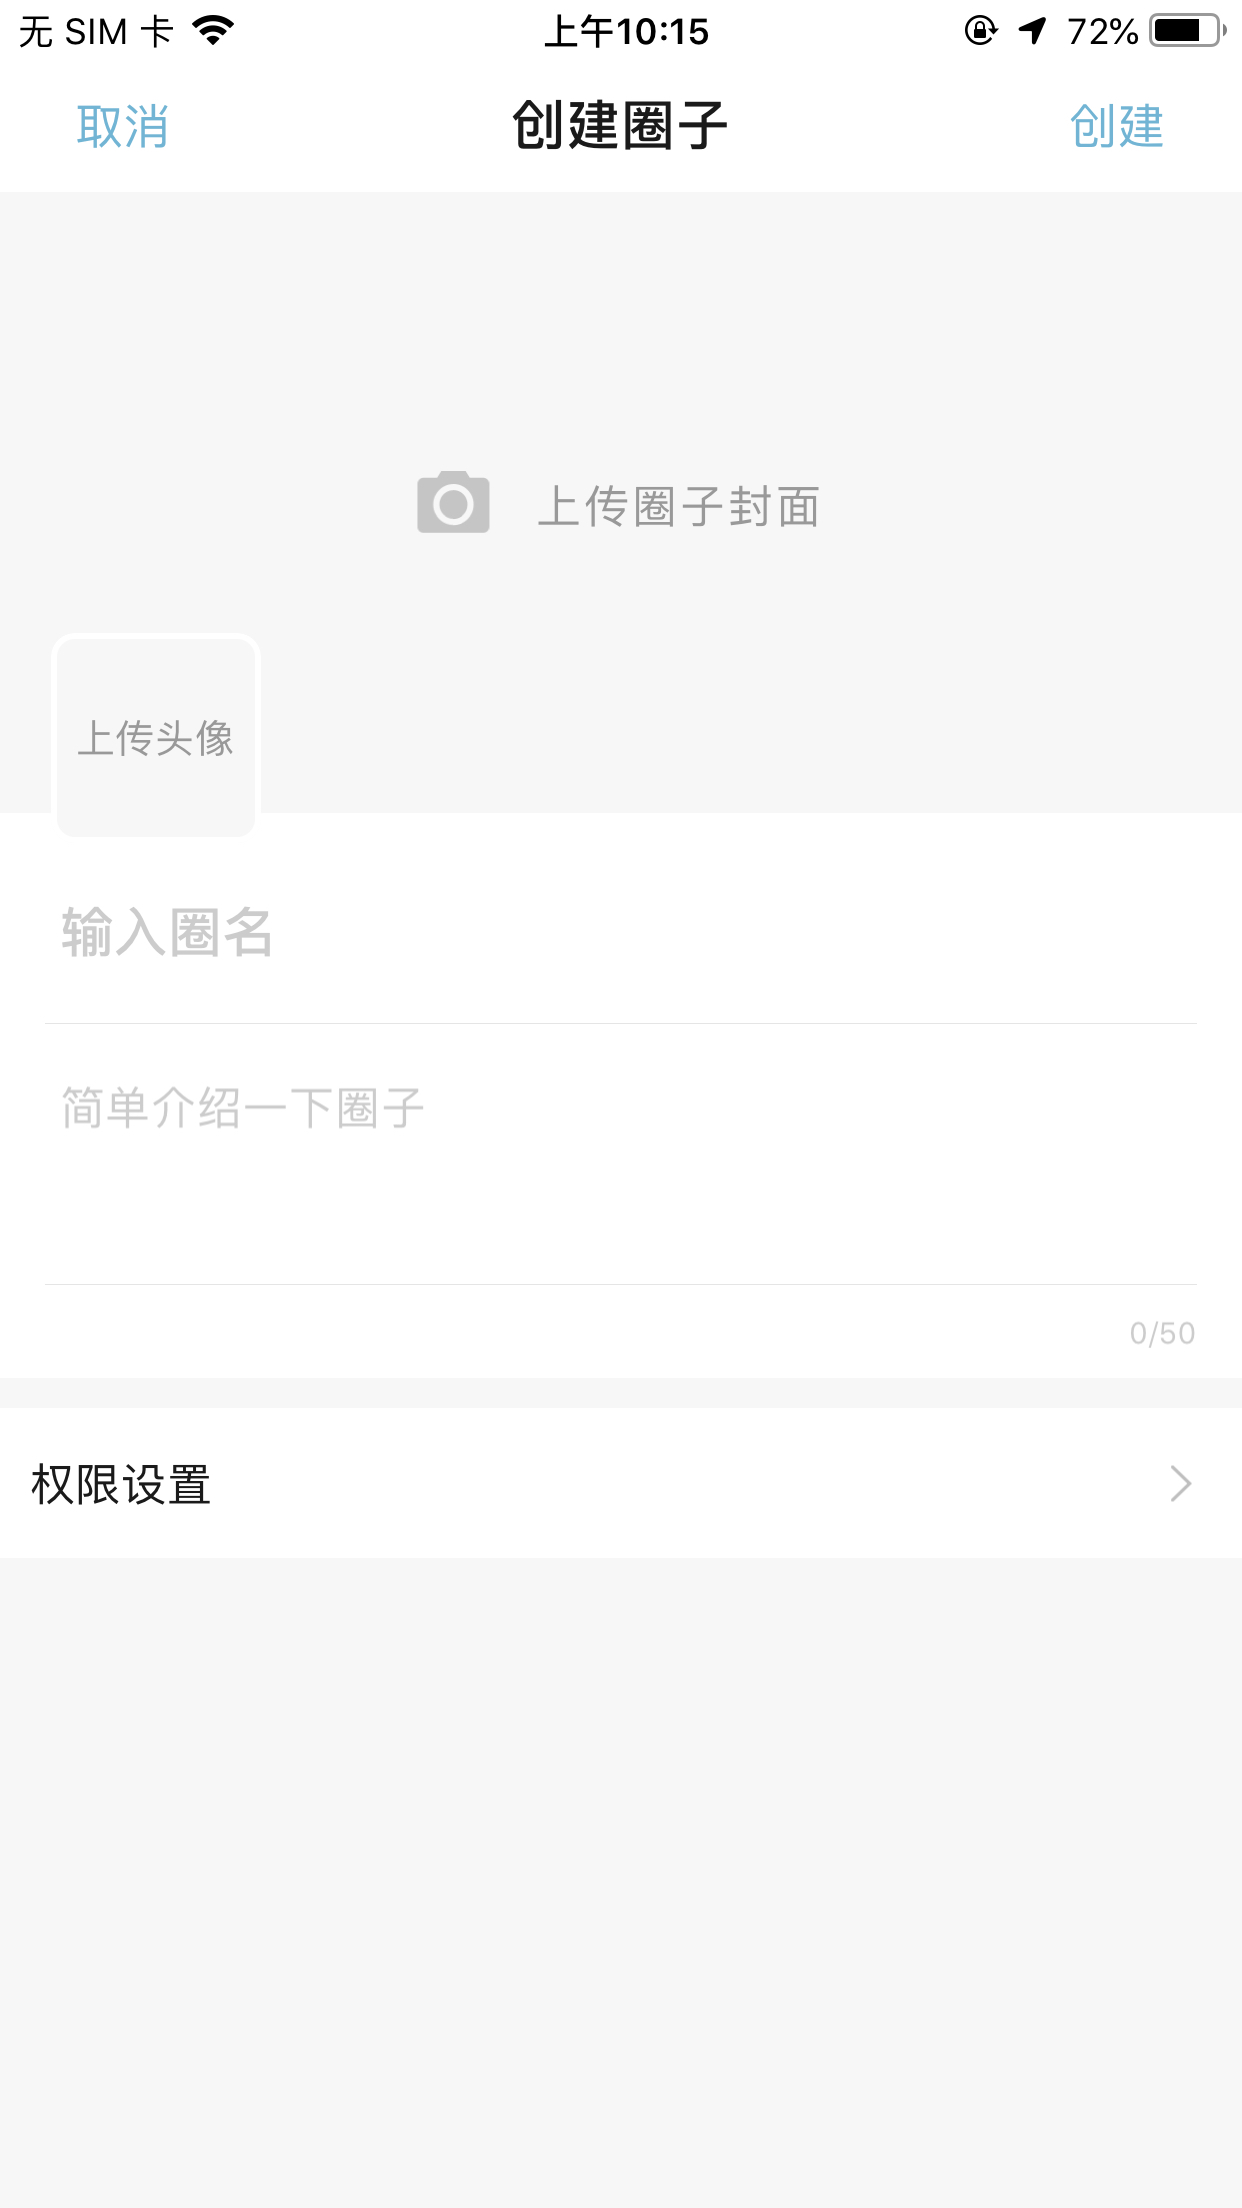 无 SIM 卡 上午10:15 72%
取消 创建圈子 创建
上传圈子封面
上传头像
输入圈名
简单介绍一下圈子
0/50
权限设置